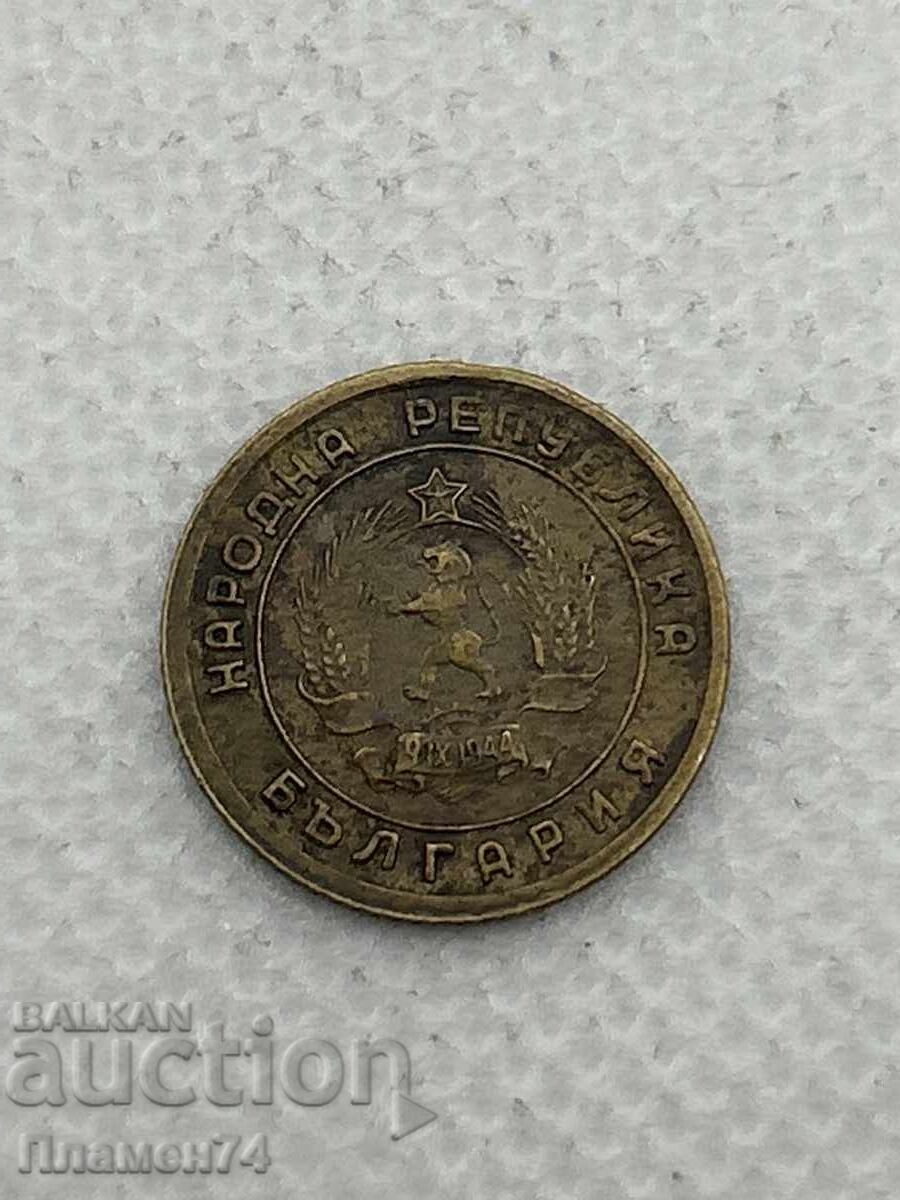 НАРОДНА РЕПУБЛИКА
БЪЛГАРИЯ
9 IX 1944
BALKAN
auction
Пламен74